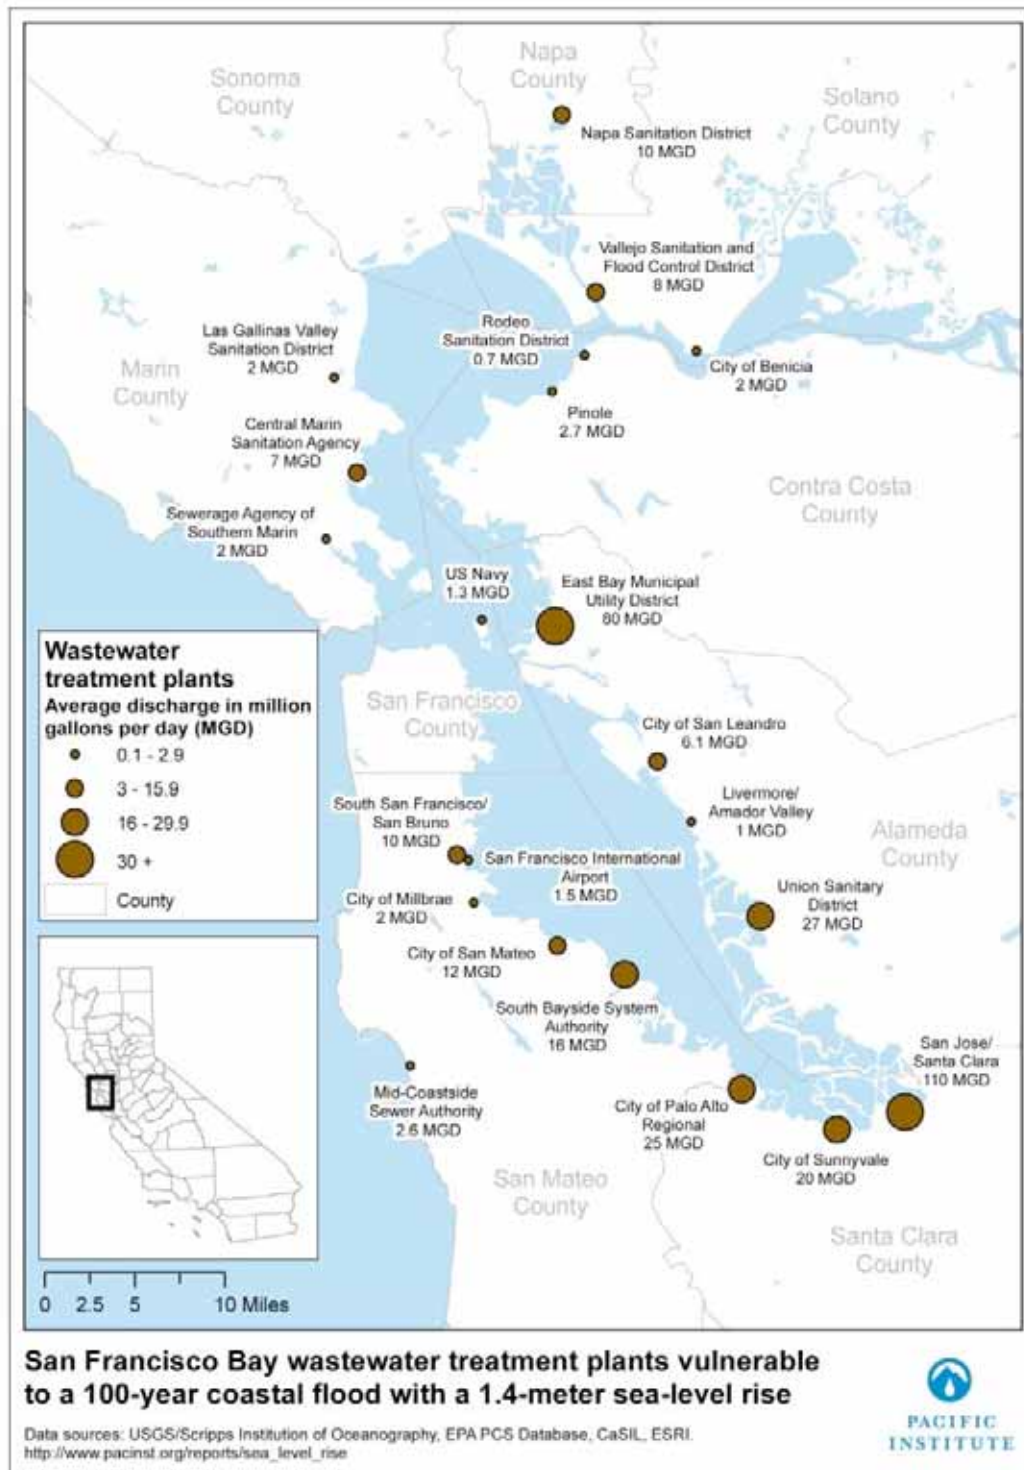 Napa
County
Sonoma
County
Solano
County
Napa Sanitation District
10 MGD
Vallejo Sanitation and
Flood Control District
8 MGD
Rodeo
Sanitation District
0.7 MGD
Las Gallinas Valley
Sanitation District
2 MGD
City of Benicia
2 MGD
Marin
County
Pinole
2.7 MGD
Central Marin
Sanitation Agency
7 MGD
Contra Costa
County
Sewerage Agency of
Southern Marin
2 MGD
US Navy
1.3 MGD
East Bay Municipal
Utility District
80 MGD
Wastewater
treatment plants
Average discharge in million
gallons per day (MGD)
0.1 - 2.9
3 - 15.9
16 - 29.9
30 +
County
San Francisco
County
City of San Leandro
6.1 MGD
Livermore/
Amador Valley
1 MGD
South San Francisco/
San Bruno
10 MGD
Alameda
County
San Francisco International
Airport
1.5 MGD
City of Millbrae
2 MGD
Union Sanitary
District
27 MGD
City of San Mateo
12 MGD
South Bayside System
Authority
16 MGD
San Jose/
Santa Clara
110 MGD
Mid-Coastside
Sewer Authority
2.6 MGD
City of Palo Alto
Regional
25 MGD
City of Sunnyvale
20 MGD
San Mateo
County
Santa Clara
County
0 2.5 5 10 Miles
San Francisco Bay wastewater treatment plants vulnerable
to a 100-year coastal flood with a 1.4-meter sea-level rise
Data sources: USGS/Scripps Institution of Oceanography, EPA PCS Database, CaSIL, ESRI.
http://www.pacinst.org/reports/sea_level_rise
PACIFIC
INSTITUTE